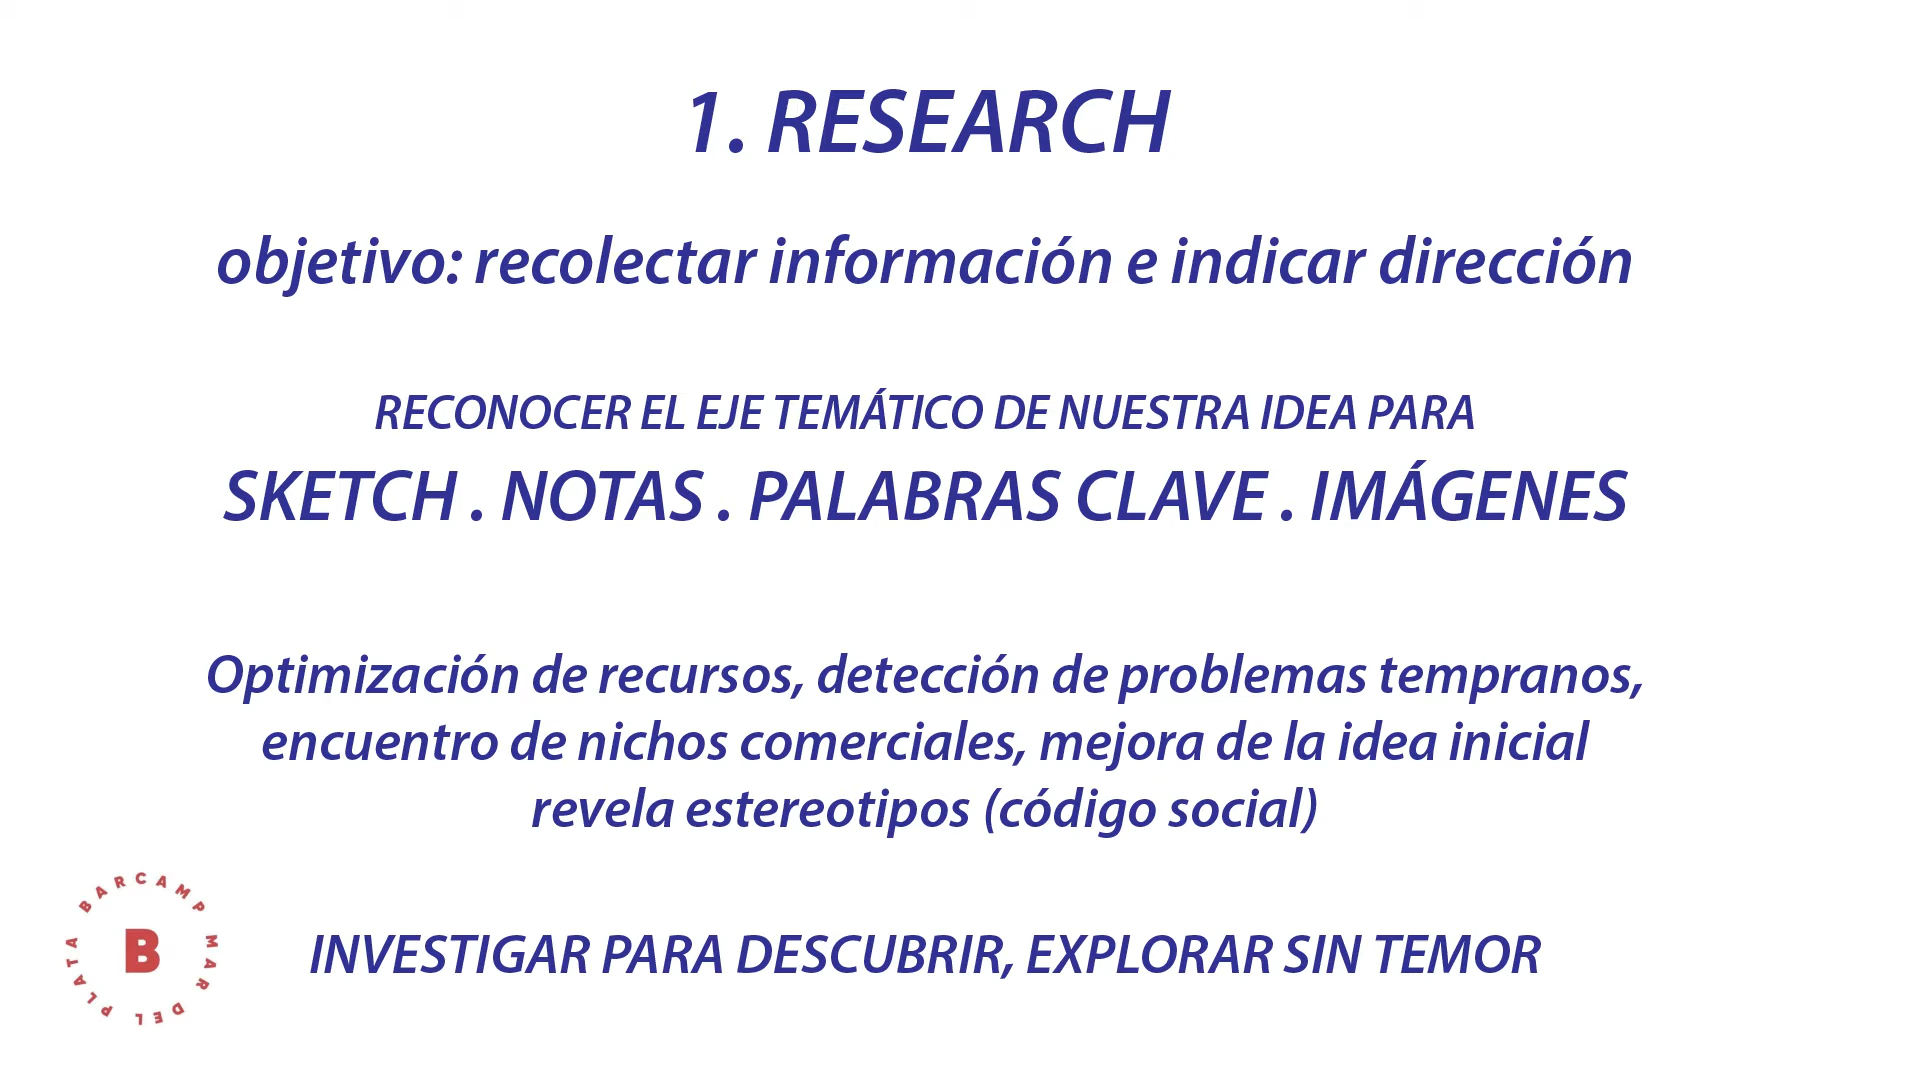 1. RESEARCH
objetivo: recolectar información e indicar dirección
RECONOCER EL EJE TEMÁTICO DE NUESTRA IDEA PARA
SKETCH . NOTAS . PALABRAS CLAVE . IMÁGENES
Optimización de recursos, detección de problemas tempranos,
encuentro de nichos comerciales, mejora de la idea inicial
revela estereotipos (código social)
INVESTIGAR PARA DESCUBRIR, EXPLORAR SIN TEMOR
BARCAMP MAR DEL PLATA
B